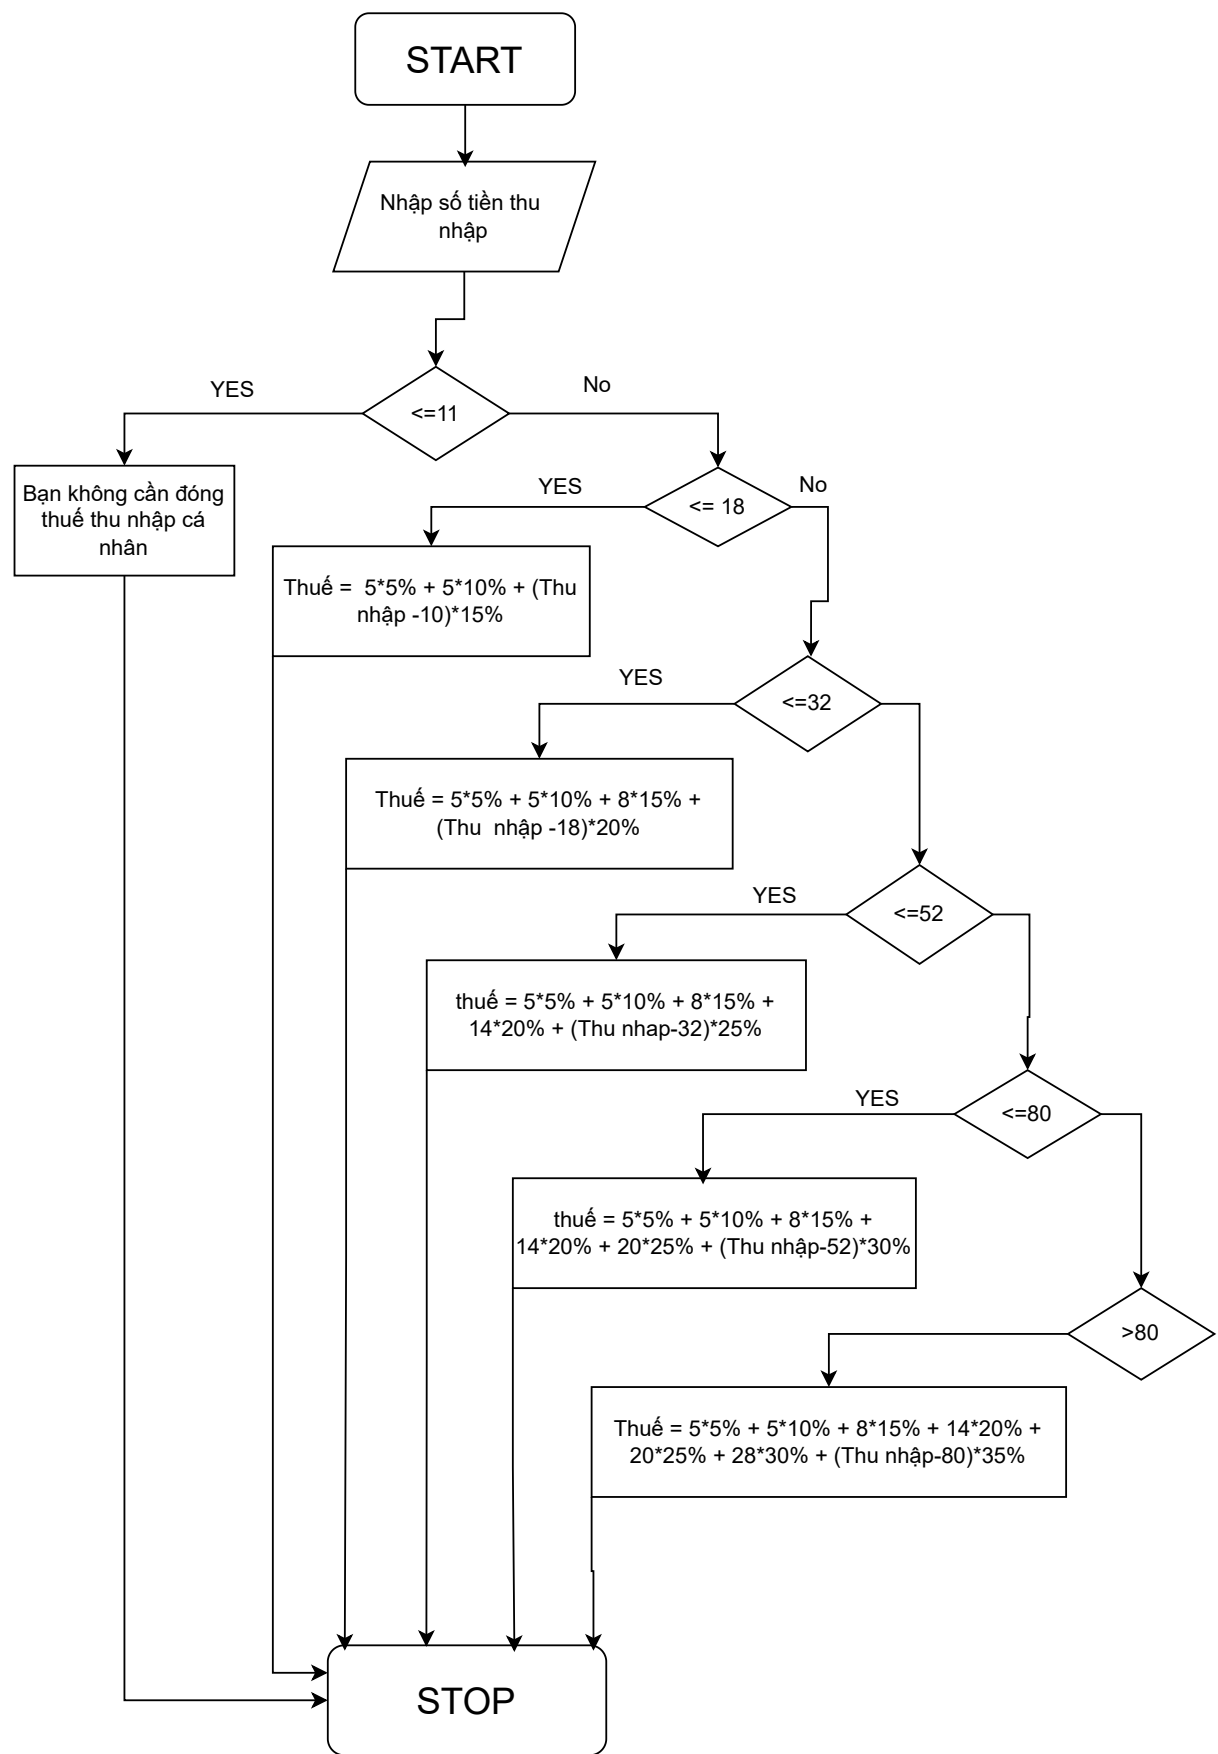 START
Nhập số tiền thu
nhập
YES
No
<=11
Bạn không cần đóng
thuế thu nhập cá
nhân
YES
No
<= 18
Thuế =  5*5% + 5*10% + (Thu
nhập -10)*15%
YES
<=32
Thuế = 5*5% + 5*10% + 8*15% +
(Thu  nhập -18)*20%
YES
<=52
thuế = 5*5% + 5*10% + 8*15% +
14*20% + (Thu nhap-32)*25%
YES
<=80
thuế = 5*5% + 5*10% + 8*15% +
14*20% + 20*25% + (Thu nhập-52)*30%
>80
Thuế = 5*5% + 5*10% + 8*15% + 14*20% +
20*25% + 28*30% + (Thu nhập-80)*35%
STOP